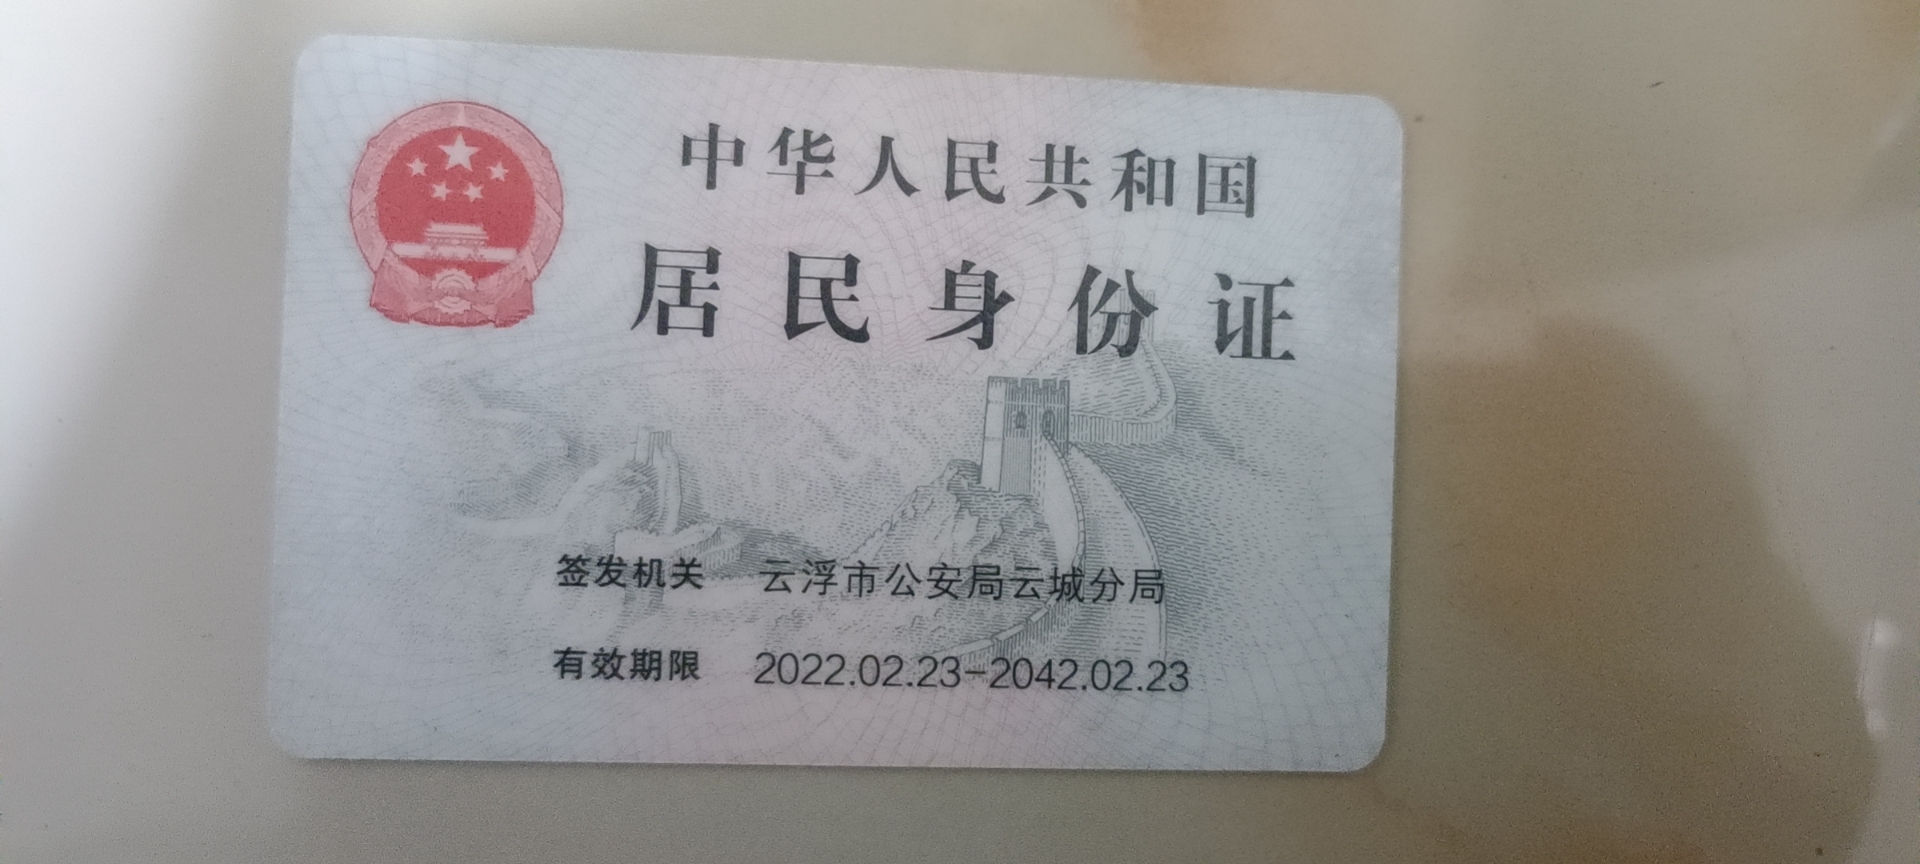 中华人民共和国
居民身份证
签发机关 云浮市公安局云城分局
有效期限 2022.02.23-2042.02.23